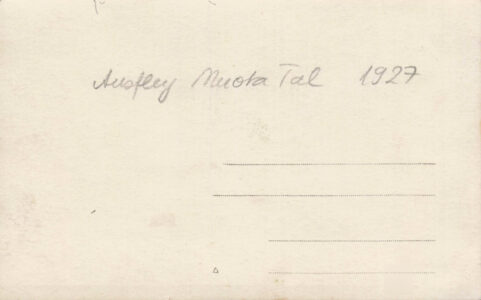 Ausflug Muota Tal 1927